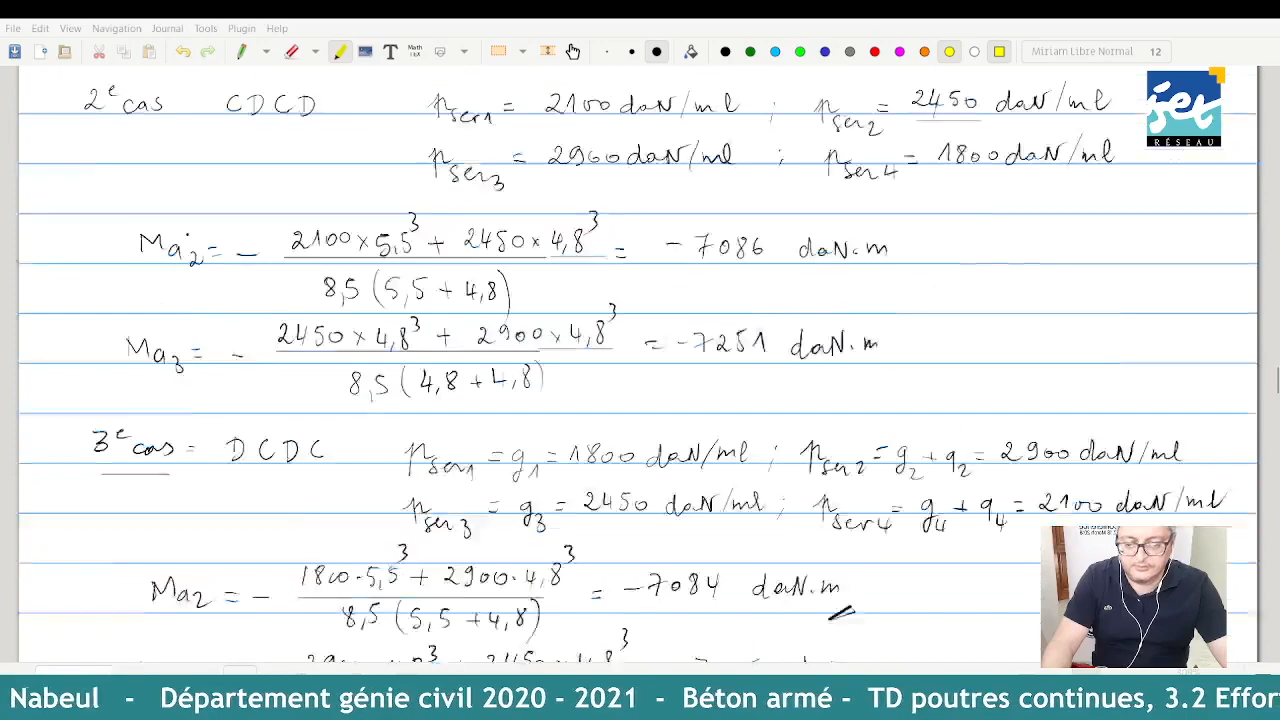 File Edit View Navigation Journal Tools Plugin Help
T Math TEX Miriam Libre Normal 12
iset
RÉSEAU
2e cas CDCD pser1 = 2100 daN/ml ; pser2 = 2450 daN/ml
pser3 = 2900 daN/ml ; pser4 = 1800 daN/ml
Ma2 = - (2100 x 5,5³ + 2450 x 4,8³) / (8,5 (5,5 + 4,8)) = - 7086 daN.m
Ma3 = - (2450 x 4,8³ + 2900 x 4,8³) / (8,5 (4,8 + 4,8)) = -7251 daN.m
3e cas = DCDC pser1 = g1 = 1800 daN/ml ; pser2 = g2 + q2 = 2900 daN/ml
pser3 = g3 = 2450 daN/ml ; pser4 = g4 + q4 = 2100 daN/ml
Ma2 = - (1800.5,5³ + 2900.4,8³) / (8,5 (5,5 + 4,8)) = -7084 daN.m
Nabeul - Département génie civil 2020 - 2021 - Béton armé - TD poutres continues, 3.2 Effor